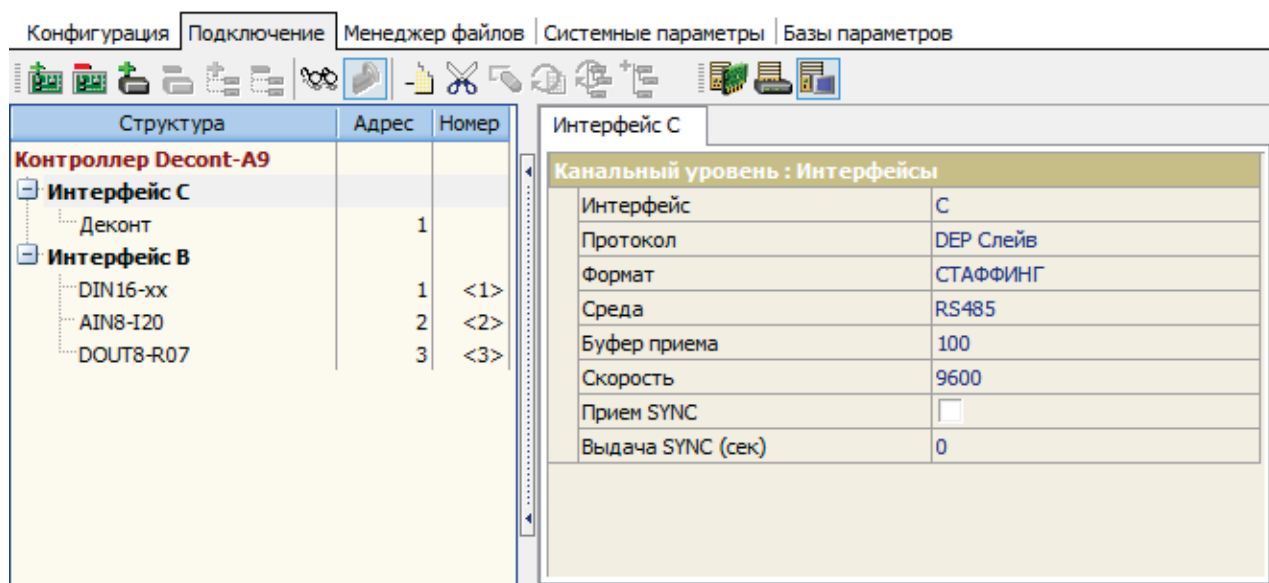 Конфигурация Подключение Менеджер файлов Системные параметры Базы параметров
Структура Адрес Номер
Контроллер Decont-A9
Интерфейс C
Деконт 1
Интерфейс B
DIN16-xx 1 <1>
AIN8-I20 2 <2>
DOUT8-R07 3 <3>
Интерфейс C
Канальный уровень : Интерфейсы
Интерфейс C
Протокол DEP Слейв
Формат СТАФФИНГ
Среда RS485
Буфер приема 100
Скорость 9600
Прием SYNC
Выдача SYNC (сек) 0